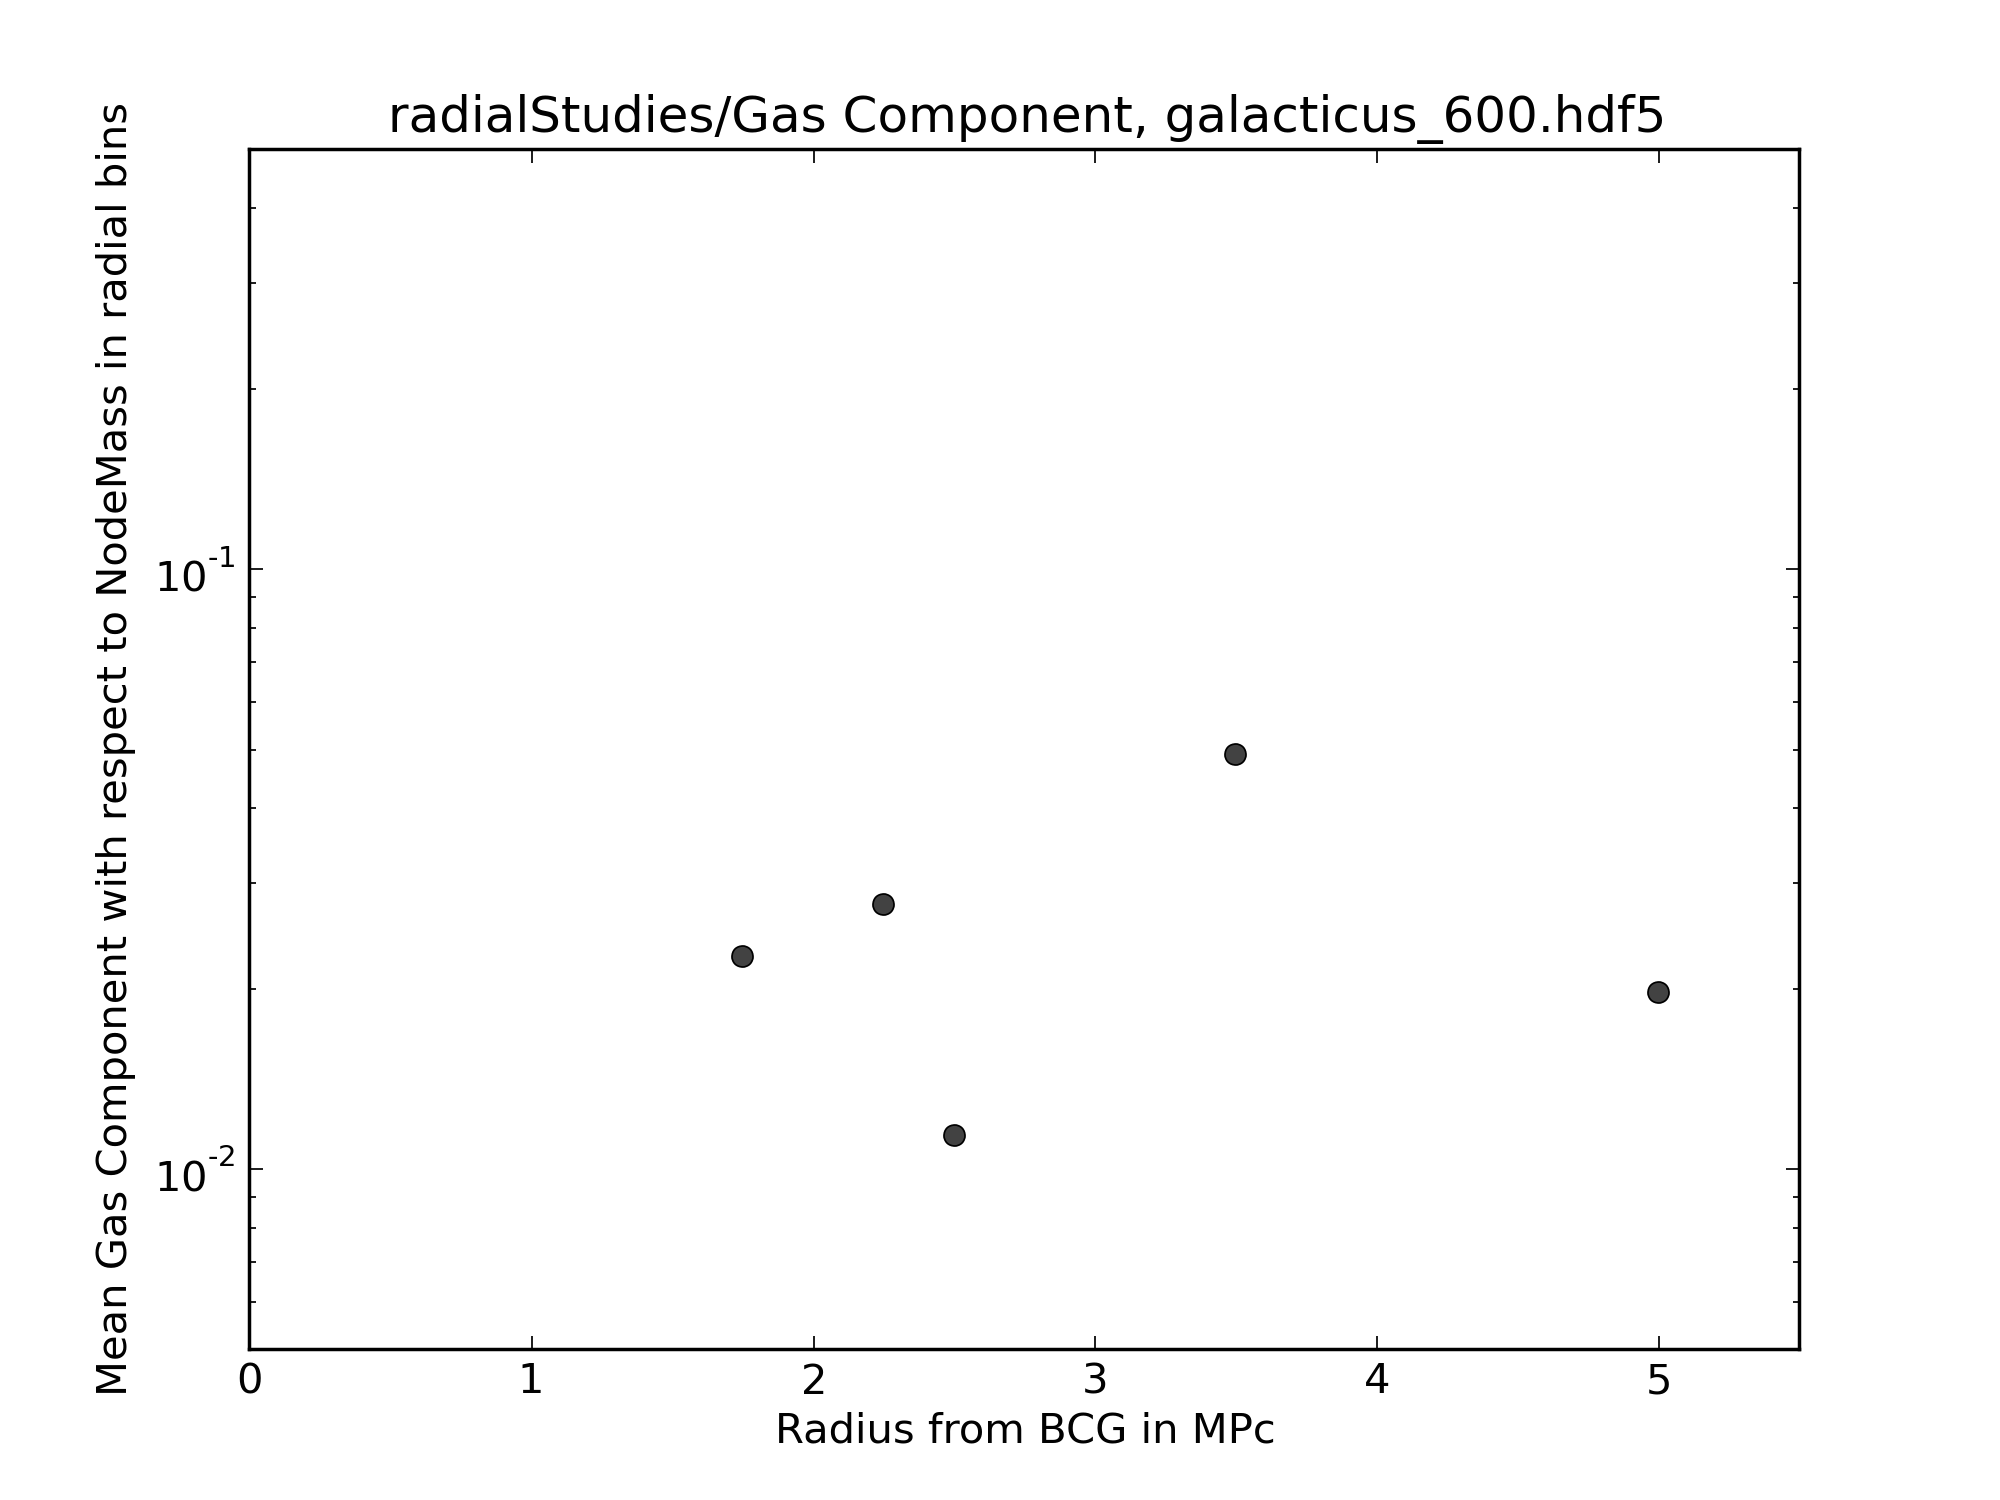 radialStudies/Gas Component, galacticus_600.hdf5
Mean Gas Component with respect to NodeMass in radial bins
10^-1
10^-2
0 1 2 3 4 5
Radius from BCG in MPc